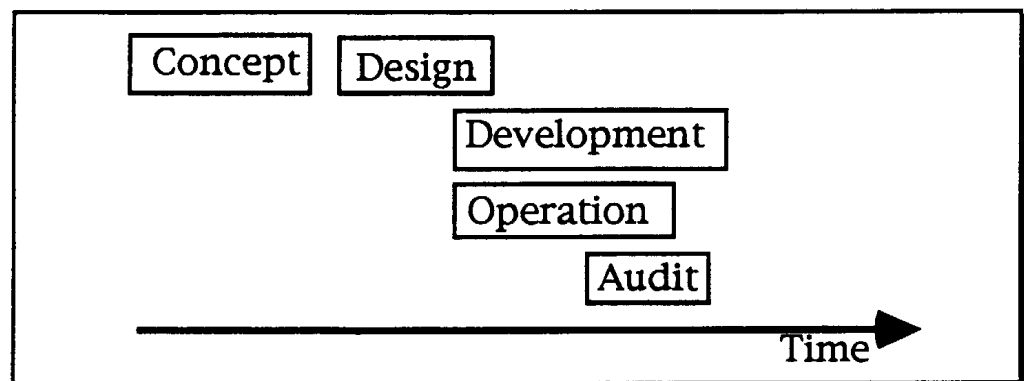 Concept
Design
Development
Operation
Audit
Time